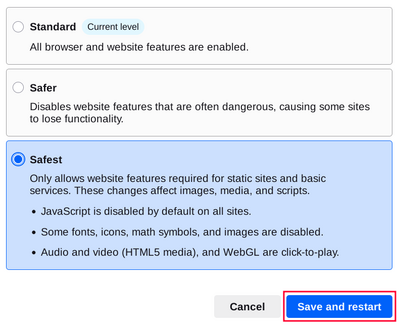 Standard Current level
All browser and website features are enabled.
Safer
Disables website features that are often dangerous, causing some sites
to lose functionality.
Safest
Only allows website features required for static sites and basic
services. These changes affect images, media, and scripts.
• JavaScript is disabled by default on all sites.
• Some fonts, icons, math symbols, and images are disabled.
• Audio and video (HTML5 media), and WebGL are click-to-play.
Cancel Save and restart